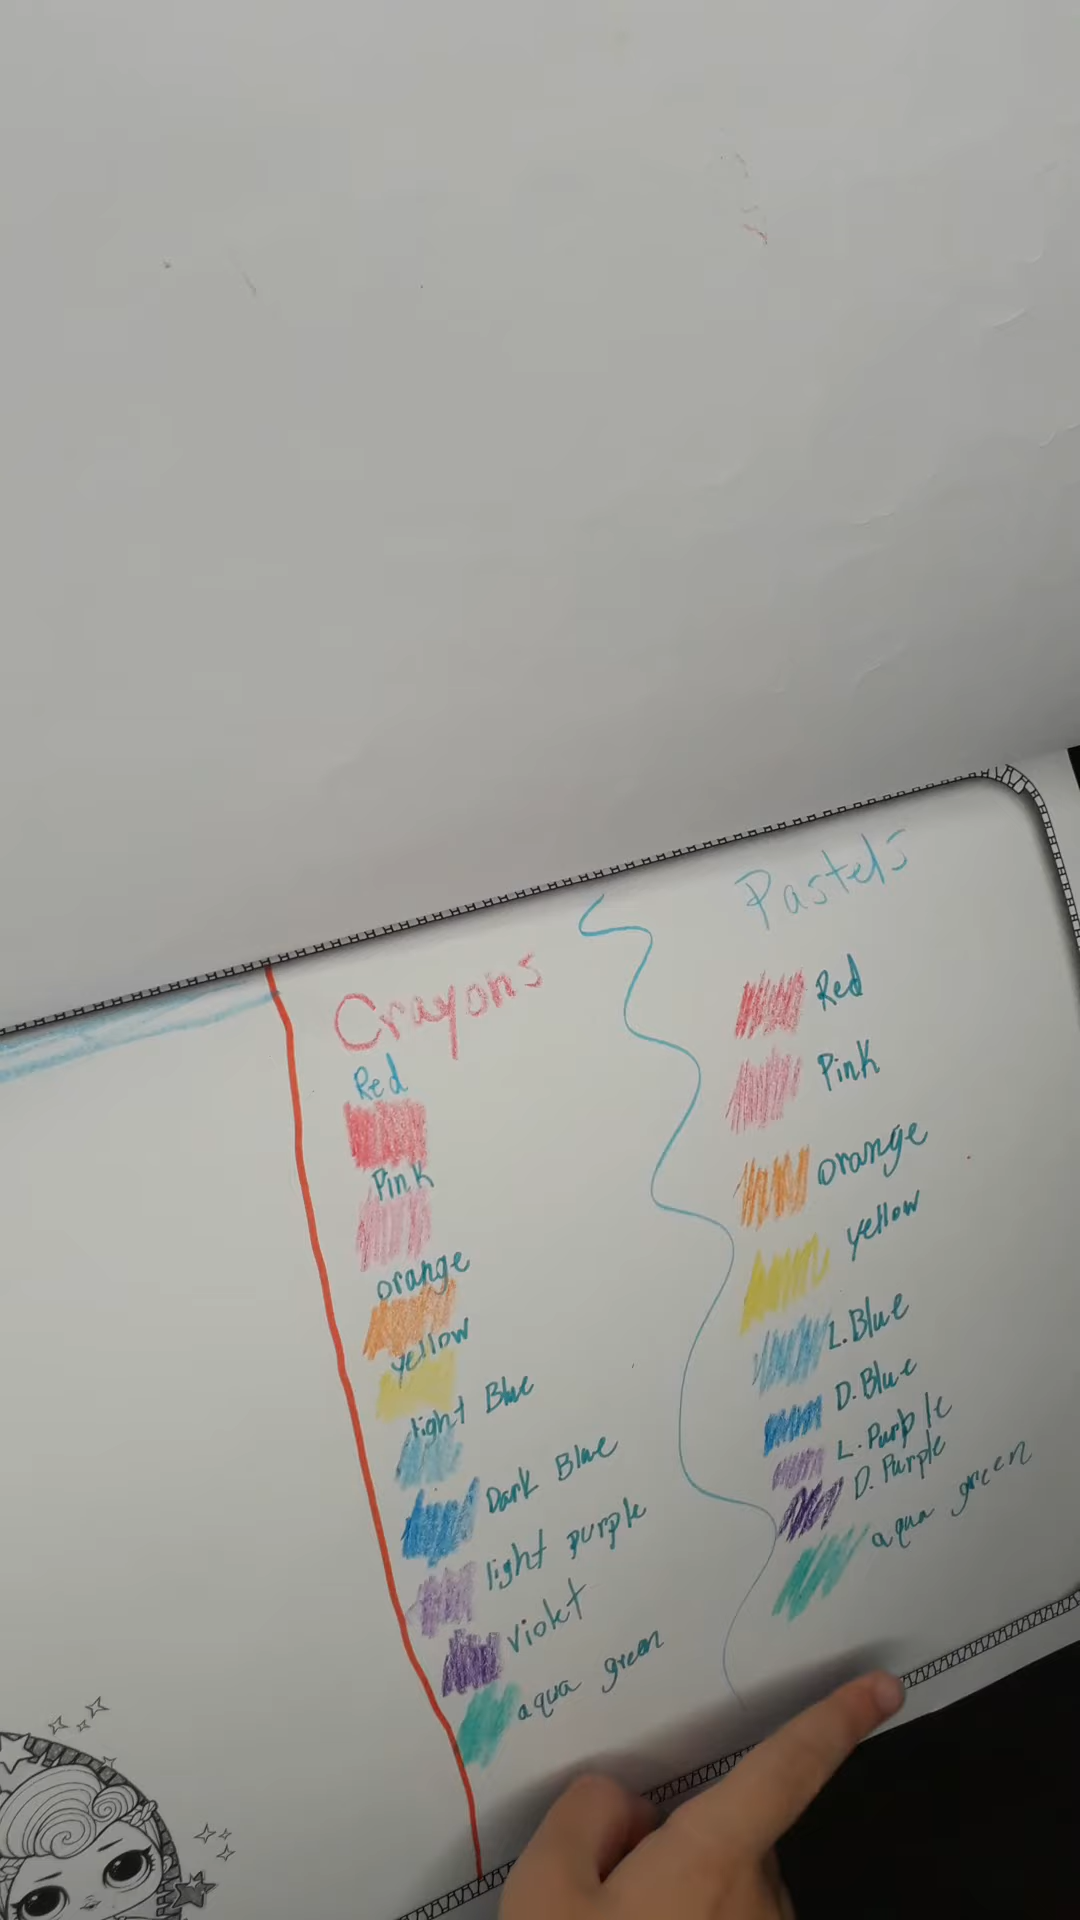 Crayons
Red
Pink
orange
yellow
light Blue
Dark Blue
light purple
violet
aqua green
Pastels
Red
Pink
orange
yellow
L. Blue
D. Blue
L. Purple
D. Purple
aqua green